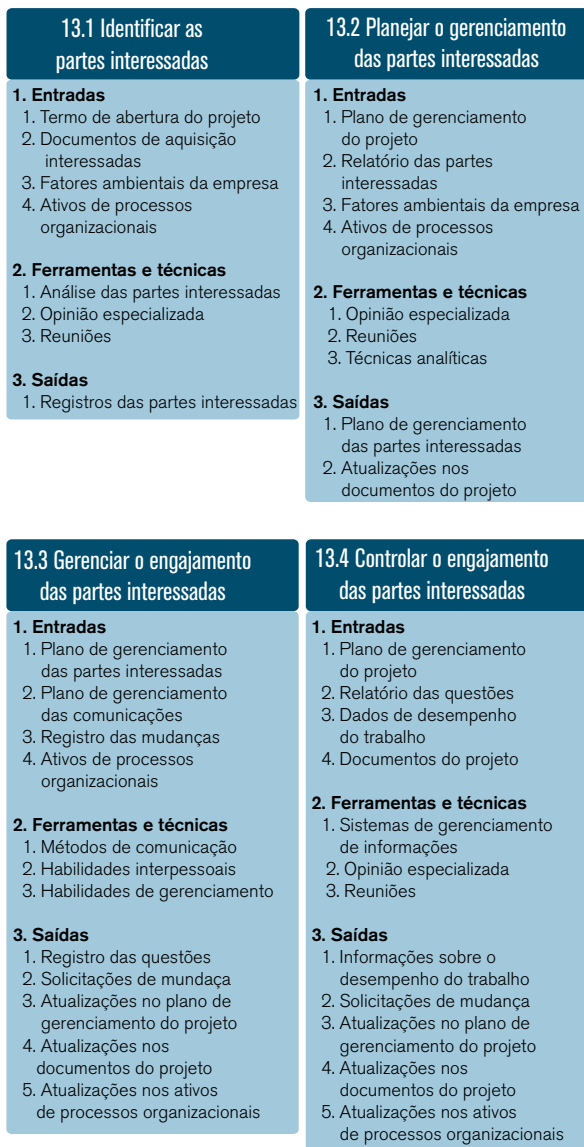 13.1 Identificar as
partes interessadas
1. Entradas
1. Termo de abertura do projeto
2. Documentos de aquisição
interessadas
3. Fatores ambientais da empresa
4. Ativos de processos
organizacionais
2. Ferramentas e técnicas
1. Análise das partes interessadas
2. Opinião especializada
3. Reuniões
3. Saídas
1. Registros das partes interessadas
13.2 Planejar o gerenciamento
das partes interessadas
1. Entradas
1. Plano de gerenciamento
do projeto
2. Relatório das partes
interessadas
3. Fatores ambientais da empresa
4. Ativos de processos
organizacionais
2. Ferramentas e técnicas
1. Opinião especializada
2. Reuniões
3. Técnicas analíticas
3. Saídas
1. Plano de gerenciamento
das partes interessadas
2. Atualizações nos
documentos do projeto
13.3 Gerenciar o engajamento
das partes interessadas
1. Entradas
1. Plano de gerenciamento
das partes interessadas
2. Plano de gerenciamento
das comunicações
3. Registro das mudanças
4. Ativos de processos
organizacionais
2. Ferramentas e técnicas
1. Métodos de comunicação
2. Habilidades interpessoais
3. Habilidades de gerenciamento
3. Saídas
1. Registro das questões
2. Solicitações de mundaça
3. Atualizações no plano de
gerenciamento do projeto
4. Atualizações nos
documentos do projeto
5. Atualizações nos ativos
de processos organizacionais
13.4 Controlar o engajamento
das partes interessadas
1. Entradas
1. Plano de gerenciamento
do projeto
2. Relatório das questões
3. Dados de desempenho
do trabalho
4. Documentos do projeto
2. Ferramentas e técnicas
1. Sistemas de gerenciamento
de informações
2. Opinião especializada
3. Reuniões
3. Saídas
1. Informações sobre o
desempenho do trabalho
2. Solicitações de mudança
3. Atualizações no plano de
gerenciamento do projeto
4. Atualizações nos
documentos do projeto
5. Atualizações nos ativos
de processos organizacionais